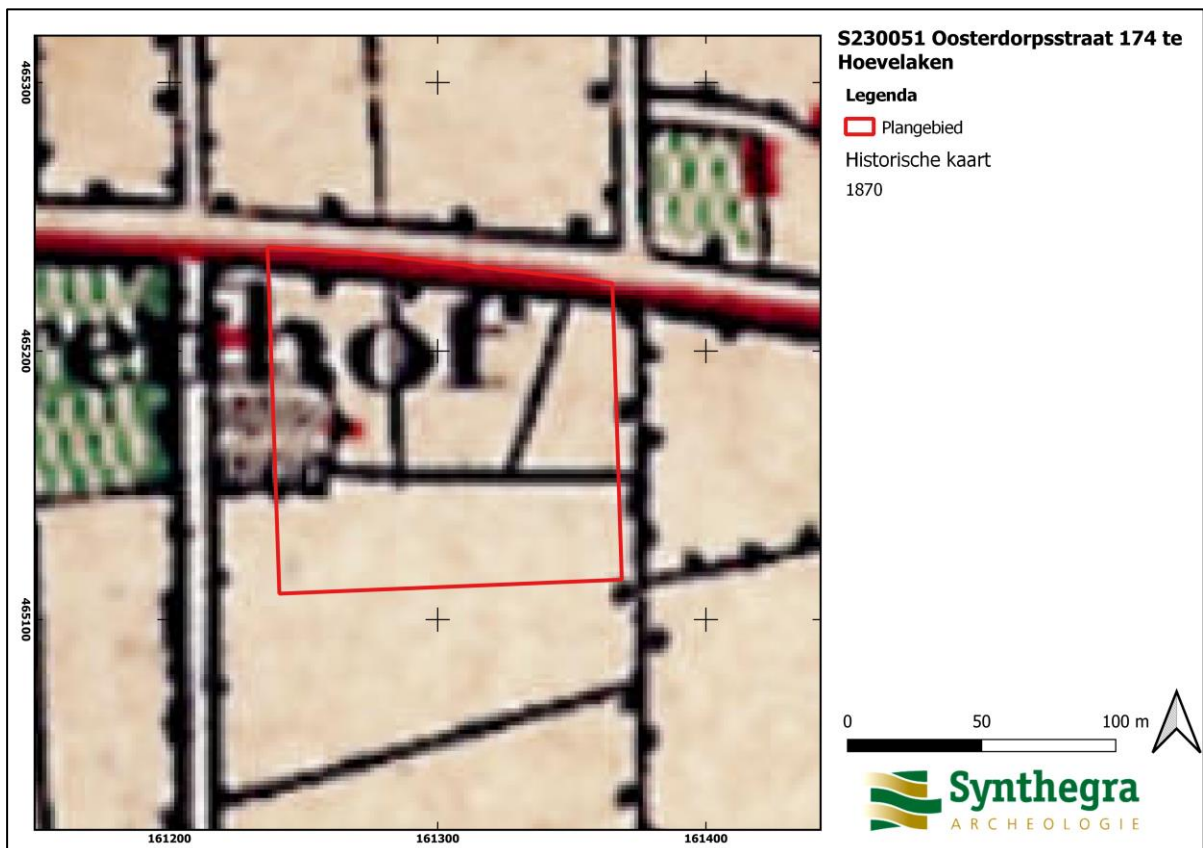 S230051 Oosterdorpsstraat 174 te
Hoevelaken
Legenda
Plangebied
Historische kaart
1870
465300
465200
465100
hof
161200
161300
161400
0 50 100 m
Synthegra
ARCHEOLOGIE